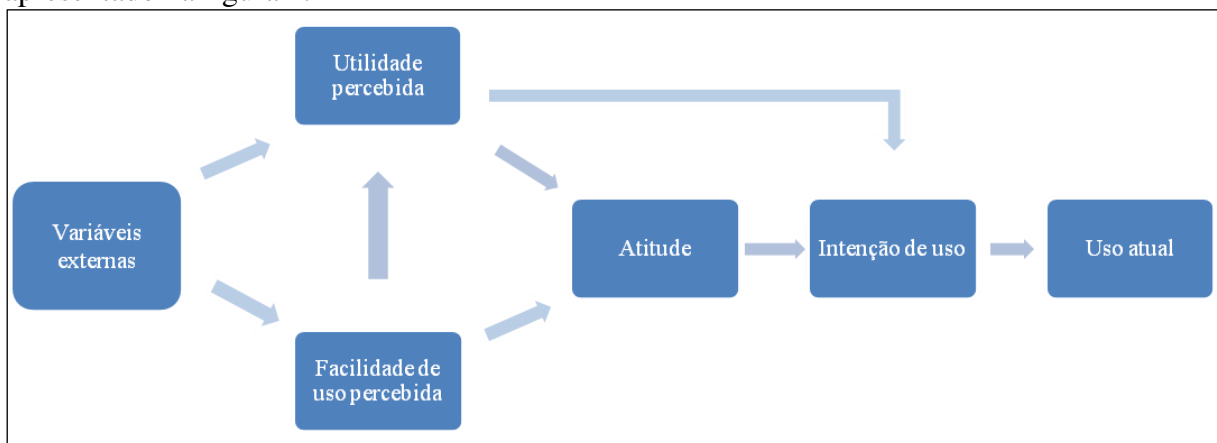 Utilidade
percebida
Variáveis
externas
Atitude
Intenção de uso
Uso atual
Facilidade de
uso percebida